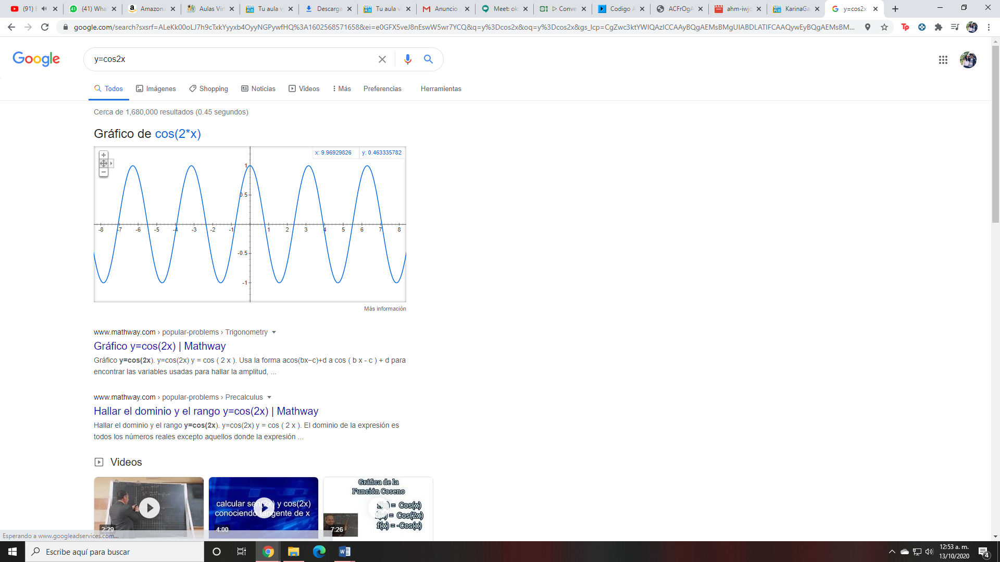 (91) E
(41) Wha
Amazon.
Aulas Vir
Tu aula v
Descarga
Tu aula v
Anuncio
Meet: ok
▷ Conve
Codigo A
ACFrOgA
ahm-iwjc
KarinaGa
y=cos2x
google.com/search?sxsrf=ALeKk00oLJ7h9cTxkYyyxb4OyyNGPywfHQ%3A1602568571658&ei=e0GFX5veJ8nEswW5wr7YCQ&q=y%3Dcos2x&oq=y%3Dcos2x&gs_lcp=CgZwc3ktYWIQAzICCAAyBQgAEMsBMgUIABDLATIFCAAQywEyBQgAEMsBM...
Google
y=cos2x
Todos Imágenes Shopping Noticias Videos Más Preferencias Herramientas
Cerca de 1,680,000 resultados (0.45 segundos)
Gráfico de cos(2*x)
x: 9.96929826 y: 0.463335782
1
0.5
-8 -7 -6 -5 -4 -3 -2 -1 1 2 3 4 5 6 7 8
-0.5
-1
Más información
www.mathway.com › popular-problems › Trigonometry
Gráfico y=cos(2x) | Mathway
Gráfico y=cos(2x). y=cos(2x) y = cos ( 2 x ). Usa la forma acos(bx−c)+d a cos ( b x - c ) + d para
encontrar las variables usadas para hallar la amplitud, ...
www.mathway.com › popular-problems › Precalculus
Hallar el dominio y el rango y=cos(2x) | Mathway
Hallar el dominio y el rango y=cos(2x). y=cos(2x) y = cos ( 2 x ). El dominio de la expresión es
todos los números reales excepto aquellos donde la expresión ...
Videos
2:29
calcular sen(2x) y cos(2x)
conociendo tangente de x
4:00
Gráfica de la
Función Coseno
f(x) = Cos(x)
f(x) = Cos(2x)
f(x) = -Cos(x)
7:26
Esperando a www.googleadservices.com...
Escribe aquí para buscar
12:53 a. m.
13/10/2020
4